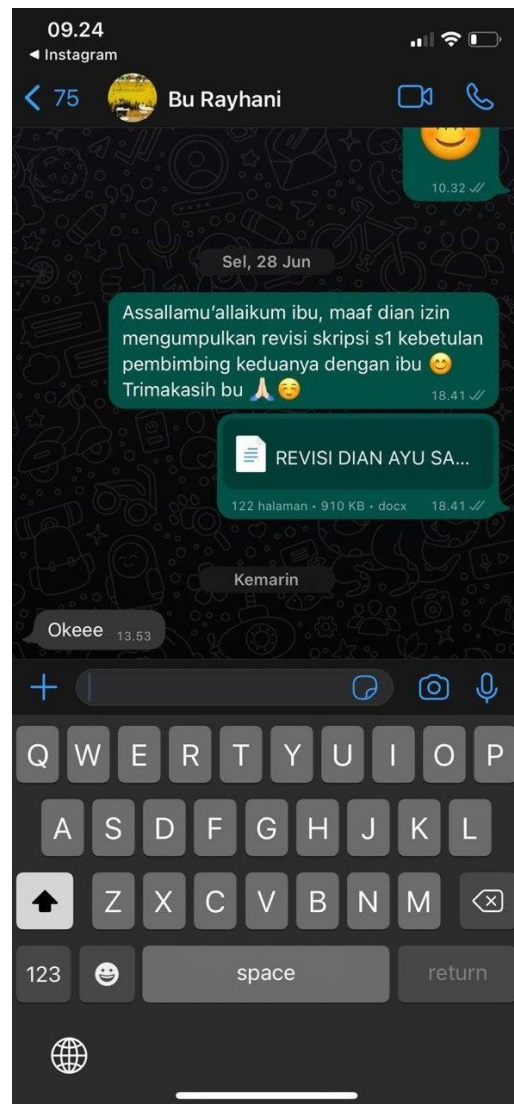 09.24
◀ Instagram
75 Bu Rayhani
10.32
Sel, 28 Jun
Assallamu'allaikum ibu, maaf dian izin
mengumpulkan revisi skripsi s1 kebetulan
pembimbing keduanya dengan ibu 😊
Trimakasih bu 🙏🏻☺️ 18.41
REVISI DIAN AYU SA...
122 halaman • 910 KB • docx 18.41
Kemarin
Okeee 13.53
Q W E R T Y U I O P
A S D F G H J K L
Z X C V B N M
123 space return